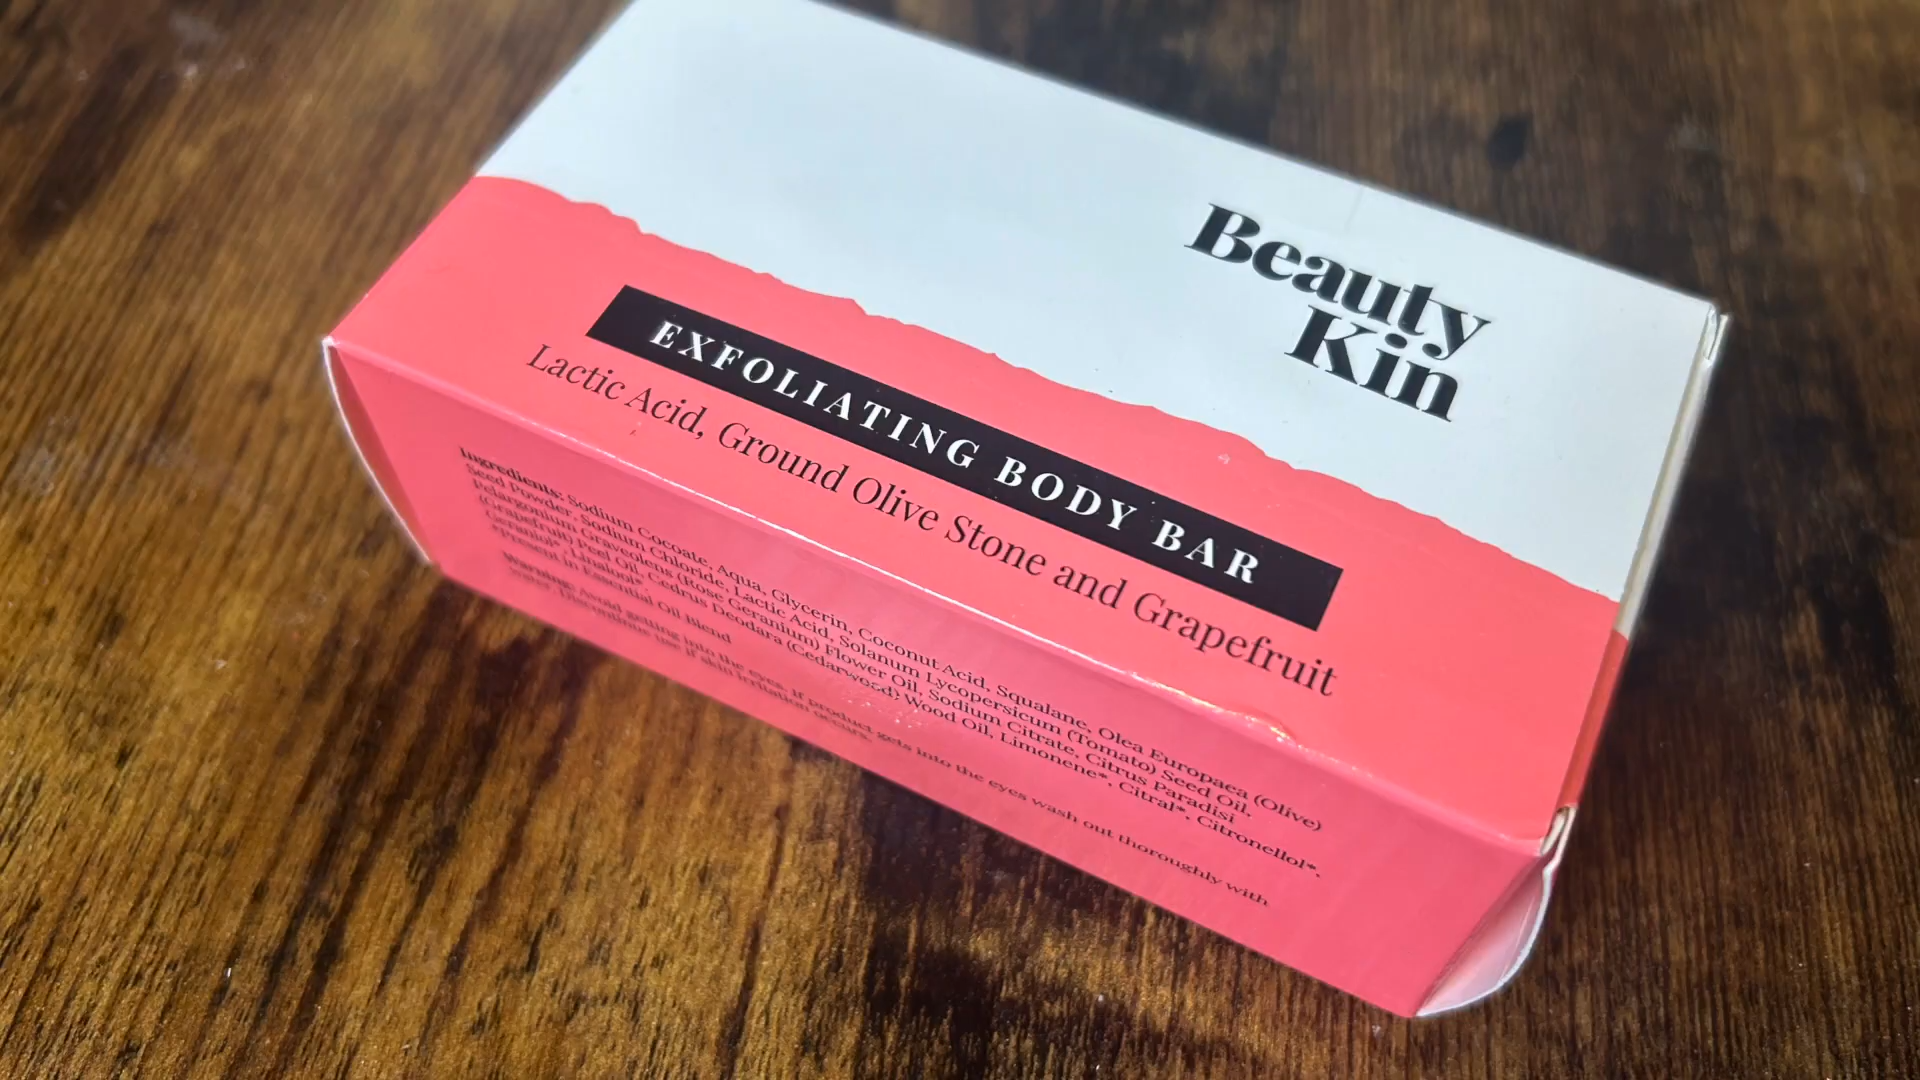 Beauty
Kin
EXFOLIATING BODY BAR
Lactic Acid, Ground Olive Stone and Grapefruit
Ingredients: Sodium Cocoate, Aqua, Glycerin, Coconut Acid, Squalane, Olea Europaea (Olive)
Seed Powder, Sodium Chloride, Lactic Acid, Solanum Lycopersicum (Tomato) Seed Oil,
Pelargonium Graveolens (Rose Geranium) Flower Oil, Sodium Citrate, Citrus Paradisi
(Grapefruit) Peel Oil, Cedrus Deodara (Cedarwood) Wood Oil, Limonene*, Citral*, Citronellol*,
Geraniol*, Linalool*
*Present in Essential Oil Blend
Warning: Avoid getting into the eyes, if product gets into the eyes wash out thoroughly with
water. Discontinue use if skin irritation occurs.